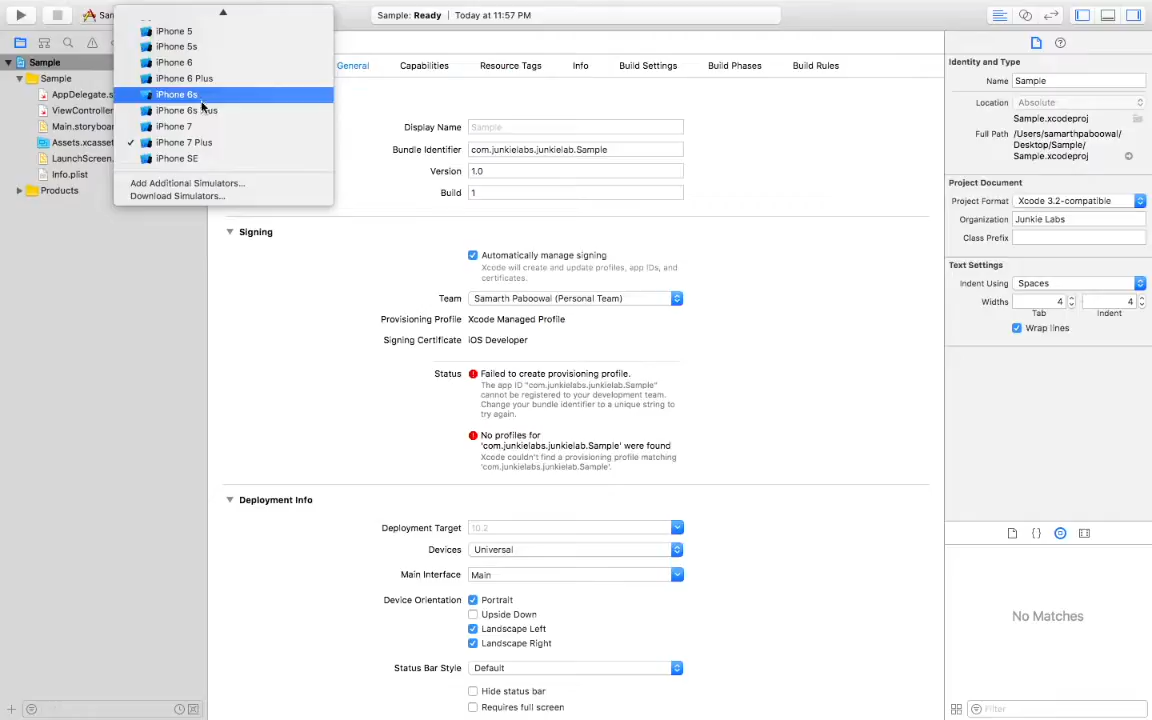 San
Sample: Ready | Today at 11:57 PM
iPhone 5
iPhone 5s
iPhone 6
iPhone 6 Plus
iPhone 6s
iPhone 6s Plus
iPhone 7
iPhone 7 Plus
iPhone SE
Add Additional Simulators...
Download Simulators...
Sample
Sample
AppDelegate.s
ViewController
Main.storyboard
Assets.xcasset
LaunchScreen.
Info.plist
Products
General
Capabilities
Resource Tags
Info
Build Settings
Build Phases
Build Rules
Display Name Sample
Bundle Identifier com.junkielabs.junkielab.Sample
Version 1.0
Build 1
Signing
Automatically manage signing
Xcode will create and update profiles, app IDs, and
certificates.
Team Samarth Paboowal (Personal Team)
Provisioning Profile Xcode Managed Profile
Signing Certificate iOS Developer
Status Failed to create provisioning profile.
The app ID "com.junkielabs.junkielab.Sample"
cannot be registered to your development team.
Change your bundle identifier to a unique string to
try again.
No profiles for
'com.junkielabs.junkielab.Sample' were found
Xcode couldn't find a provisioning profile matching
'com.junkielabs.junkielab.Sample'.
Deployment Info
Deployment Target 10.2
Devices Universal
Main Interface Main
Device Orientation Portrait
Upside Down
Landscape Left
Landscape Right
Status Bar Style Default
Hide status bar
Requires full screen
Identity and Type
Name Sample
Location Absolute
Sample.xcodeproj
Full Path /Users/samarthpaboowal/
Desktop/Sample/
Sample.xcodeproj
Project Document
Project Format Xcode 3.2-compatible
Organization Junkie Labs
Class Prefix
Text Settings
Indent Using Spaces
Widths 4 4
Tab Indent
Wrap lines
{ }
No Matches
Filter